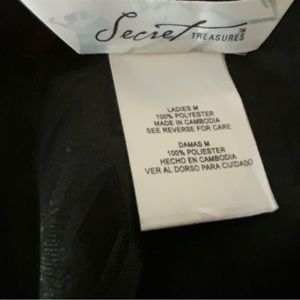 Secret
TREASURES™
LADIES M
100% POLYESTER
MADE IN CAMBODIA
SEE REVERSE FOR CARE
DAMAS M
100% POLIESTER
HECHO EN CAMBODIA
VER AL DORSO PARA CUIDADO